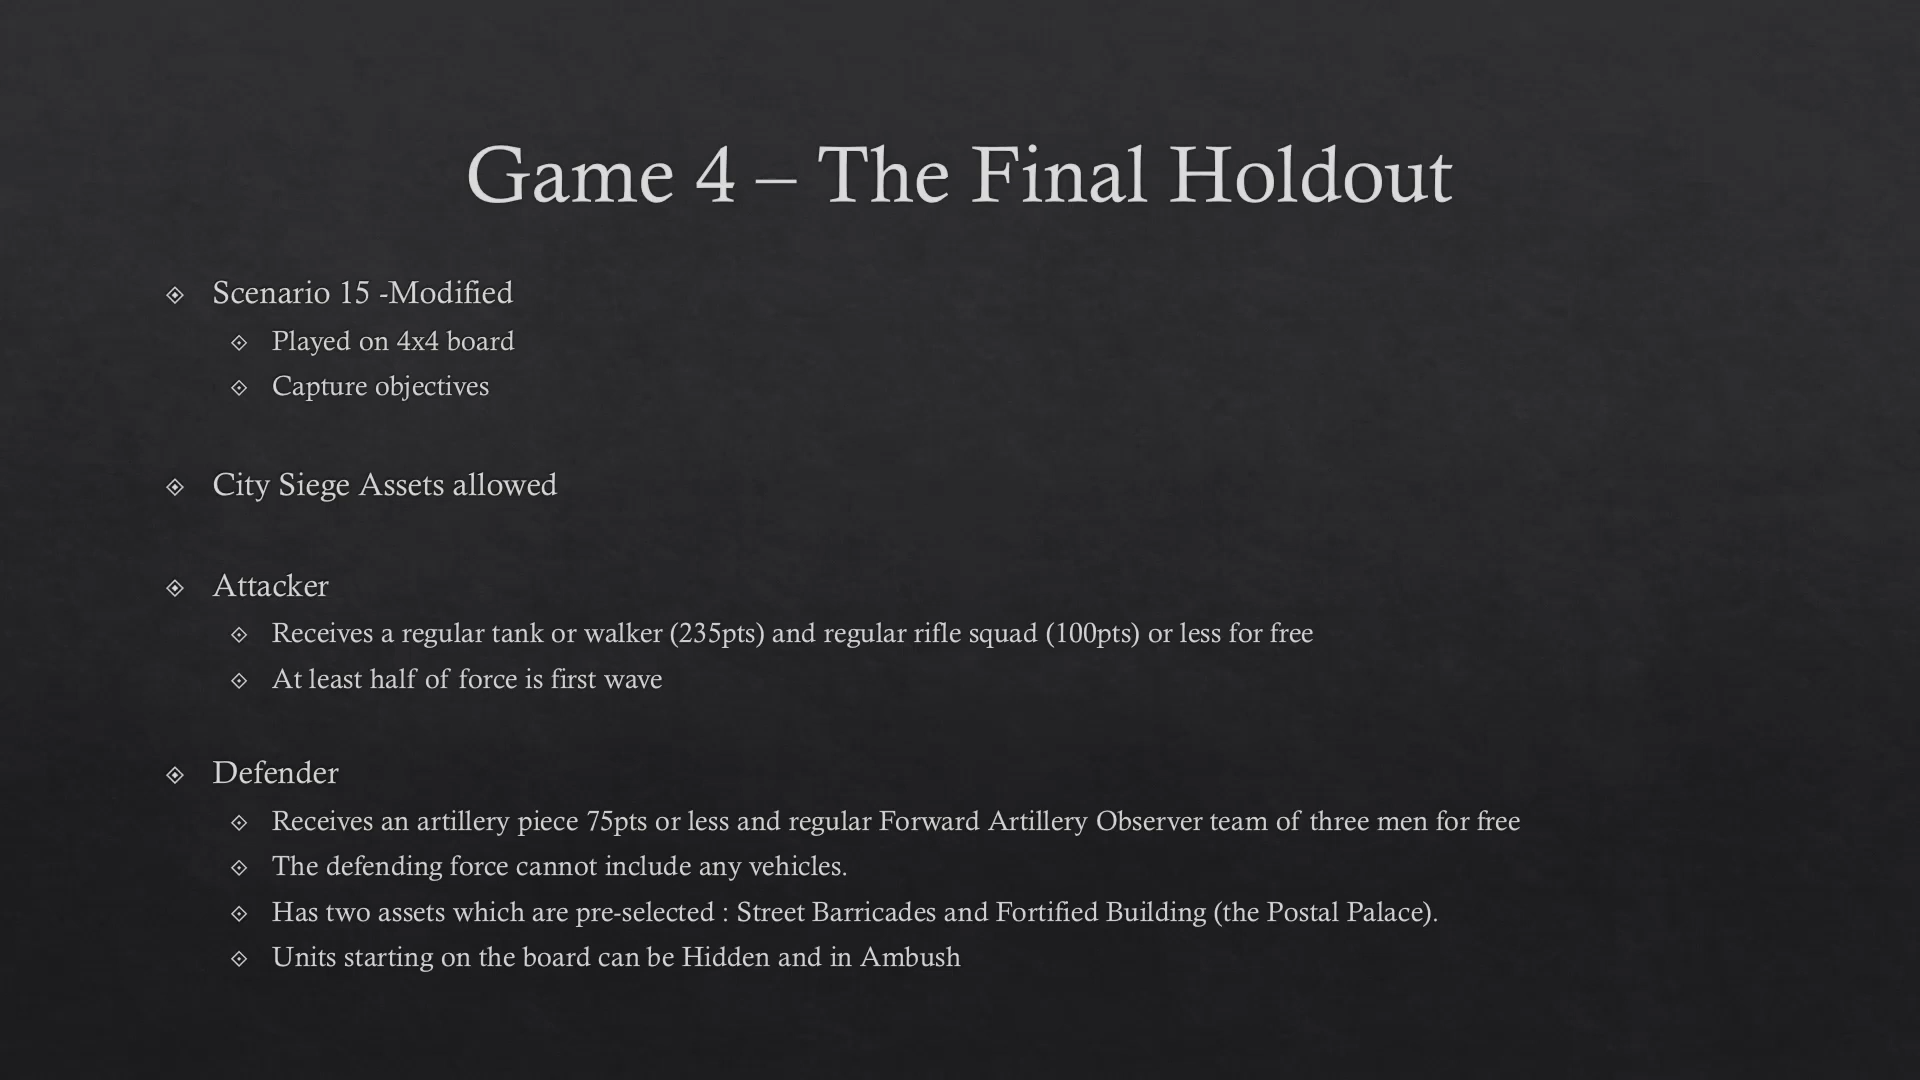 Game 4 – The Final Holdout
Scenario 15 -Modified
Played on 4x4 board
Capture objectives
City Siege Assets allowed
Attacker
Receives a regular tank or walker (235pts) and regular rifle squad (100pts) or less for free
At least half of force is first wave
Defender
Receives an artillery piece 75pts or less and regular Forward Artillery Observer team of three men for free
The defending force cannot include any vehicles.
Has two assets which are pre-selected : Street Barricades and Fortified Building (the Postal Palace).
Units starting on the board can be Hidden and in Ambush